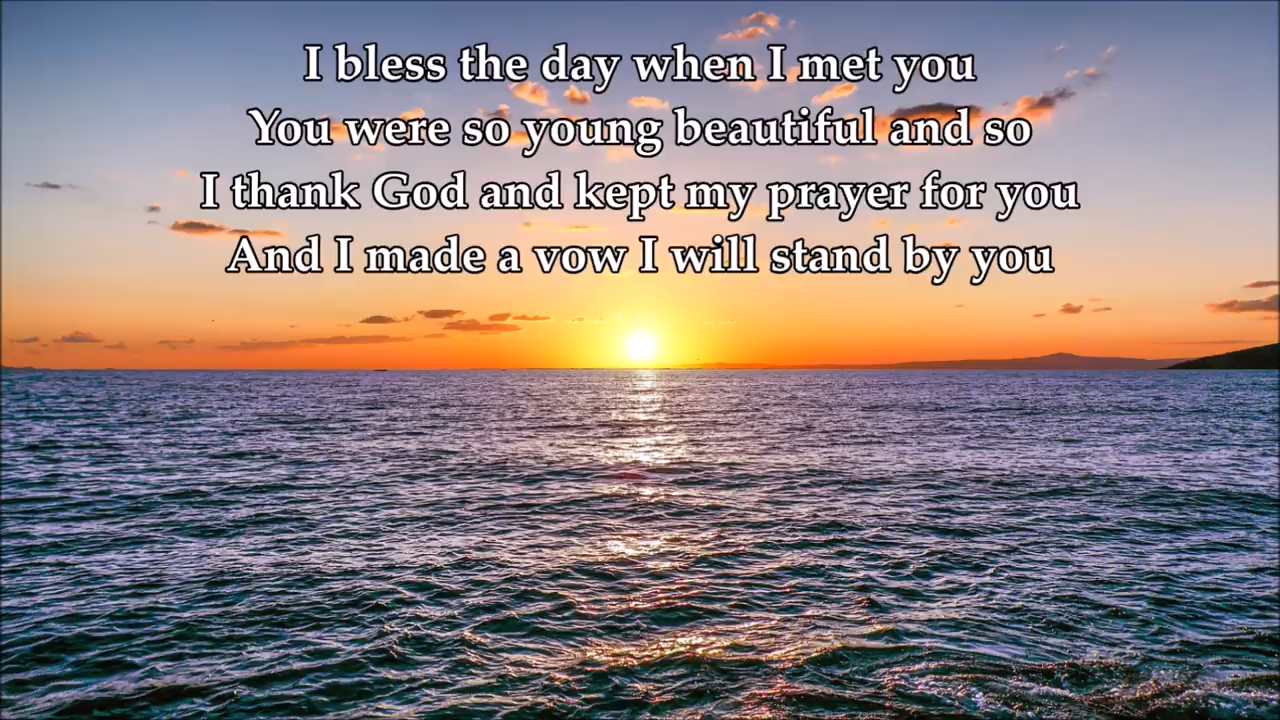 I bless the day when I met you
You were so young beautiful and so
I thank God and kept my prayer for you
And I made a vow I will stand by you